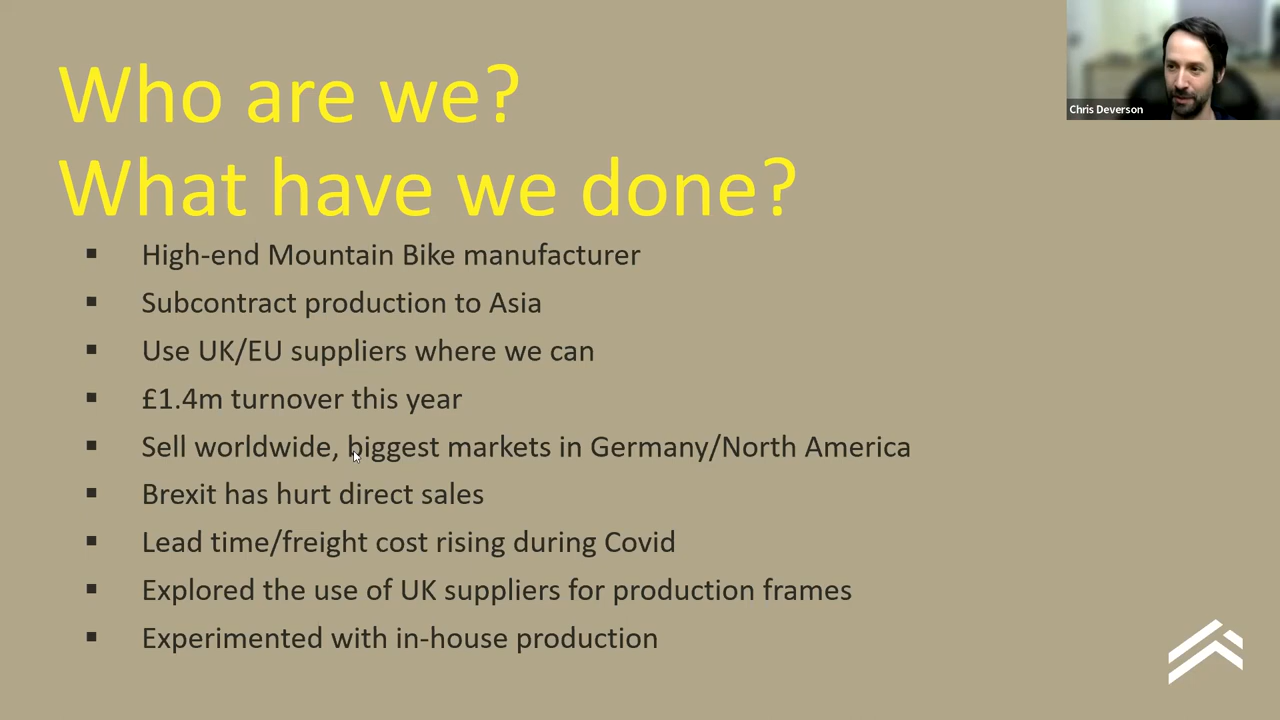 Who are we?
What have we done?
Chris Deverson
High-end Mountain Bike manufacturer
Subcontract production to Asia
Use UK/EU suppliers where we can
£1.4m turnover this year
Sell worldwide, biggest markets in Germany/North America
Brexit has hurt direct sales
Lead time/freight cost rising during Covid
Explored the use of UK suppliers for production frames
Experimented with in-house production